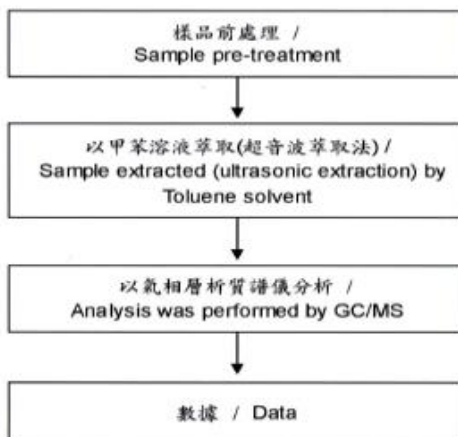 樣品前處理 /
Sample pre-treatment
以甲苯溶液萃取(超音波萃取法) /
Sample extracted (ultrasonic extraction) by
Toluene solvent
以氣相層析質譜儀分析 /
Analysis was performed by GC/MS
數據 / Data